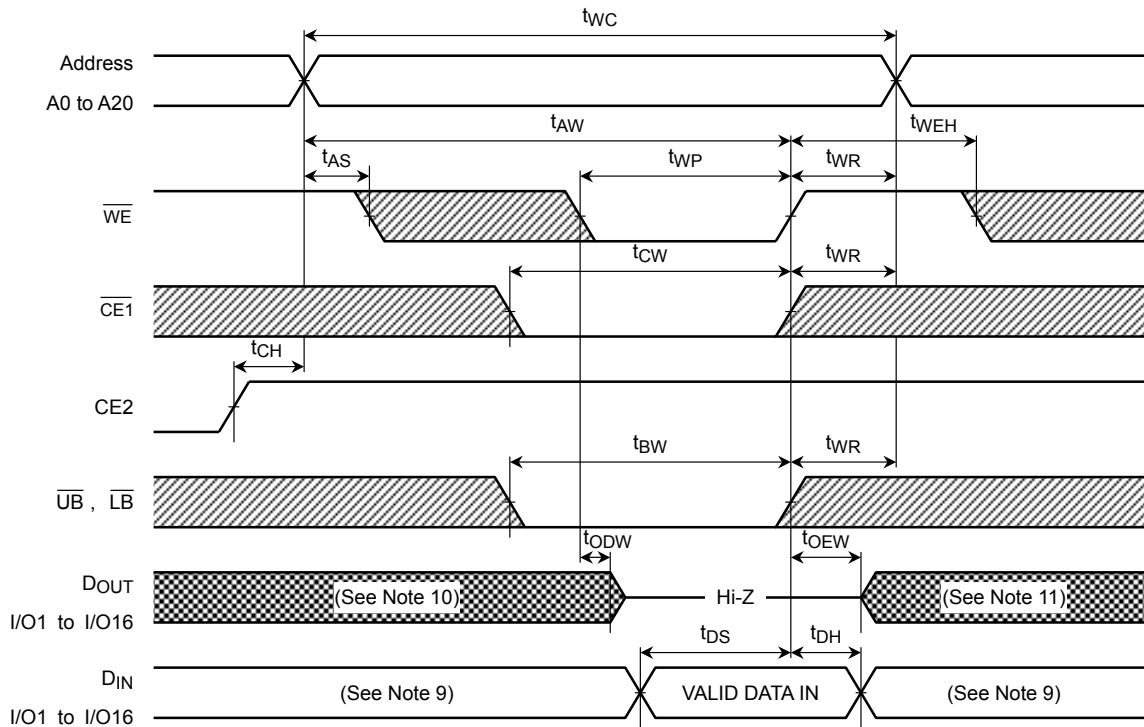 tWC
Address
A0 to A20
tAW
tWEH
tAS
tWP
tWR
WE
tCW
tWR
CE1
tCH
CE2
tBW
tWR
UB , LB
tODW
tOEW
DOUT
(See Note 10)
Hi-Z
(See Note 11)
I/O1 to I/O16
tDS
tDH
DIN
(See Note 9)
VALID DATA IN
(See Note 9)
I/O1 to I/O16